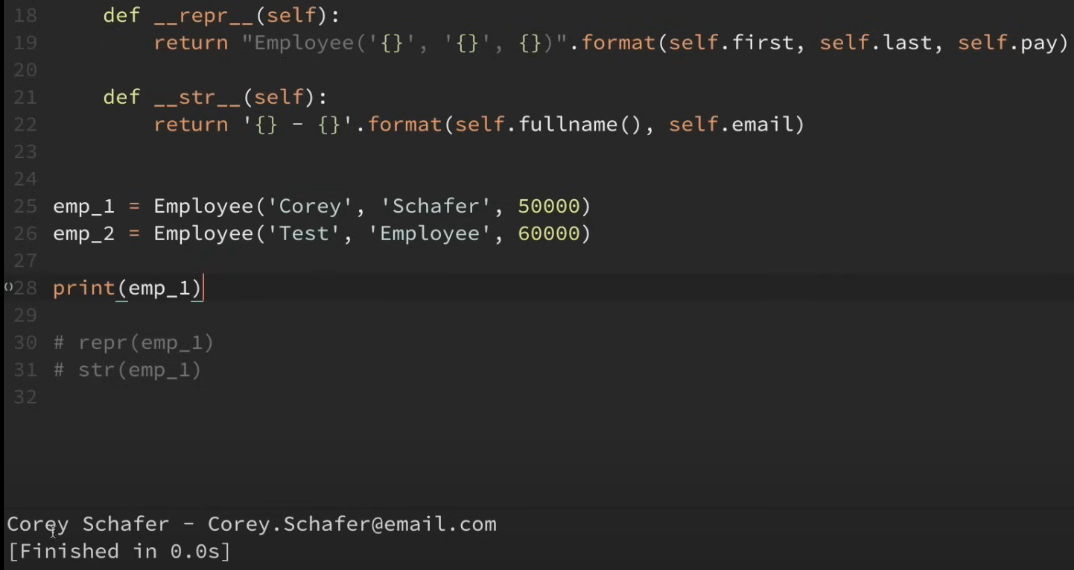 18     def __repr__(self):
19         return "Employee('{}', '{}', {})".format(self.first, self.last, self.pay)
20
21     def __str__(self):
22         return '{} - {}'.format(self.fullname(), self.email)
23
24
25 emp_1 = Employee('Corey', 'Schafer', 50000)
26 emp_2 = Employee('Test', 'Employee', 60000)
27
28 print(emp_1)
29
30 # repr(emp_1)
31 # str(emp_1)
32
Corey Schafer - Corey.Schafer@email.com
[Finished in 0.0s]